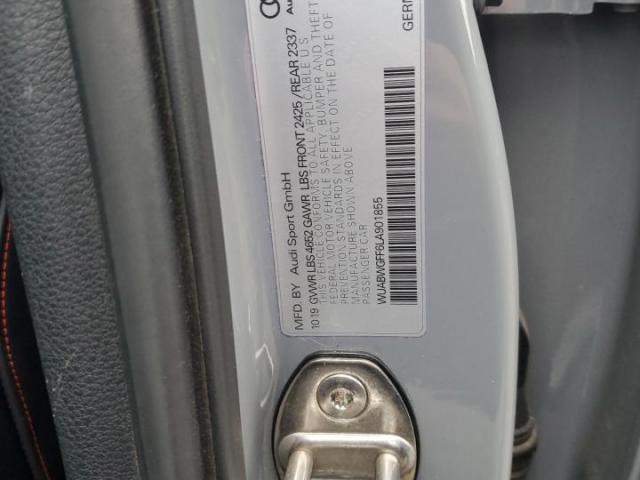 MFD. BY Audi Sport GmbH
10 19 GVWR LBS 4652 GAWR LBS FRONT 2425 / REAR 2337
THIS VEHICLE CONFORMS TO ALL APPLICABLE U S
FEDERAL MOTOR VEHICLE SAFETY, BUMPER AND THEFT
PREVENTION STANDARDS IN EFFECT ON THE DATE OF
MANUFACTURE SHOWN ABOVE
PASSENGER CAR
WUABWGFF6LA901855